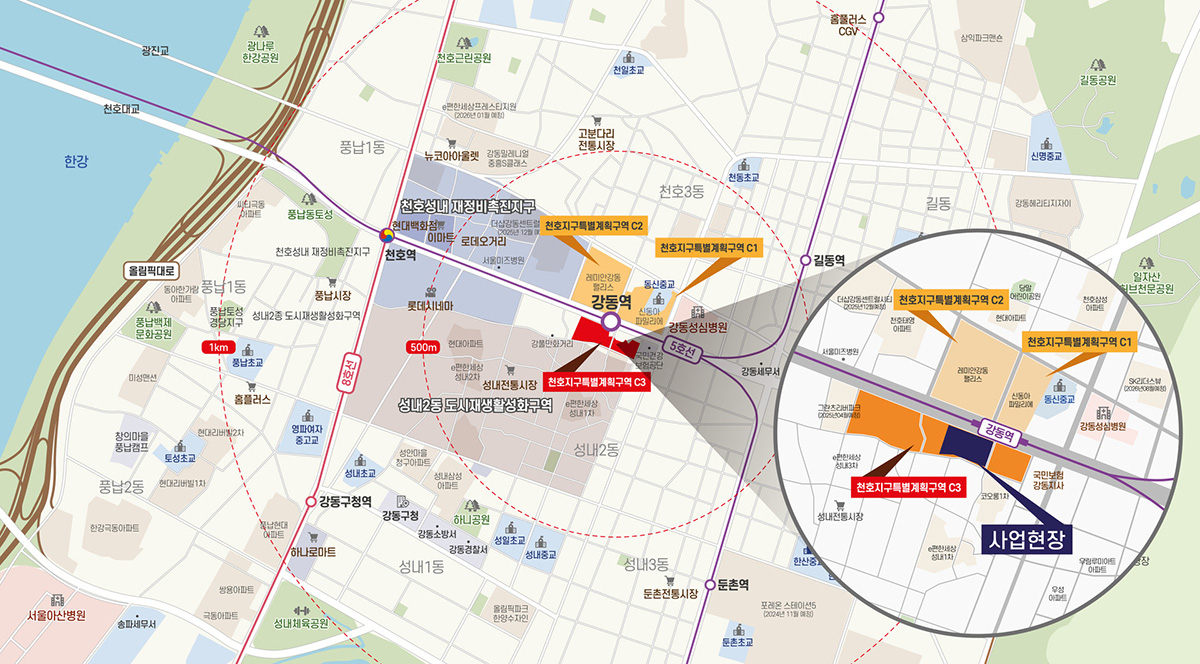 광진교
광나루
한강공원
천호대교
한강
천호근린공원
천일초교
홈플러스
CGV
삼익파크맨숀
길동공원
e편한세상프레스티지원
(2026년 01월 예정)
고분다리
전통시장
풍납1동
뉴코아아울렛
강동밀레니얼
중흥S클래스
천동초교
신명중교
천호3동
길동
강동헤리티지자이
씨티극동
아파트
풍납동토성
천호성내 재정비촉진지구
현대백화점
이마트
로데오거리
더샵강동센트럴
서울미즈병원
천호지구특별계획구역 C2
천호지구특별계획구역 C1
천호역
천호성내 재정비촉진지구
올림픽대로
길동역
일자산
허브천문공원
동아한가람
아파트
풍납1동
풍납시장
롯데시네마
래미안강동
팰리스
강동역
동신중교
신동아
파밀리에
강동성심병원
풍납백제
문화공원
풍납토성
경당지구
성내2종 도시재생활성화구역
1km
500m
8호선
5호선
풍납초교
현대아파트
강풀만화거리
국민건강
보험공단
강동세무서
미성맨션
홈플러스
e편한세상
성내2차
성내전통시장
천호지구특별계획구역 C3
성내2동 도시재생활성화구역
e편한세상
성내1차
창의마을
풍납캠프
현대리버빌2차
영파여자
중고교
토성초교
성내2동
풍납2동
현대리버빌1차
성내초교
성안마을
청구아파트
성내삼성
아파트
강동구청역
강동구청
하니공원
한강극동아파트
풍납현대
아파트
강동소방서
강동경찰서
성일초교
성내중교
하나로마트
성내1동
성내3동
둔촌전통시장
둔촌역
서울아산병원
송파세무서
쌍용아파트
극동아파트
성내체육공원
올림픽파크
한양수자인
포레온 스테이션5
(2024년 11월 예정)
둔촌초교
한산중
천호지구특별계획구역 C2
당말
어린이공원
천호삼성
아파트
더샵강동센트럴시티
(2025년12월예정)
천호태영
아파트
현대아파트
천호지구특별계획구역 C1
서울미즈병원
래미안강동
팰리스
SK리더스뷰
(2026년08월예정)
신동아
파밀리에
동신중교
강동성심병원
그란츠리버파크
(2025년04월예정)
강동역
e편한세상
성내3차
천호지구특별계획구역 C3
국민보험
강동지사
코오롱1차
성내전통시장
사업현장
e편한세상
성내1차
우림루미아트
아파트
우성
아파트